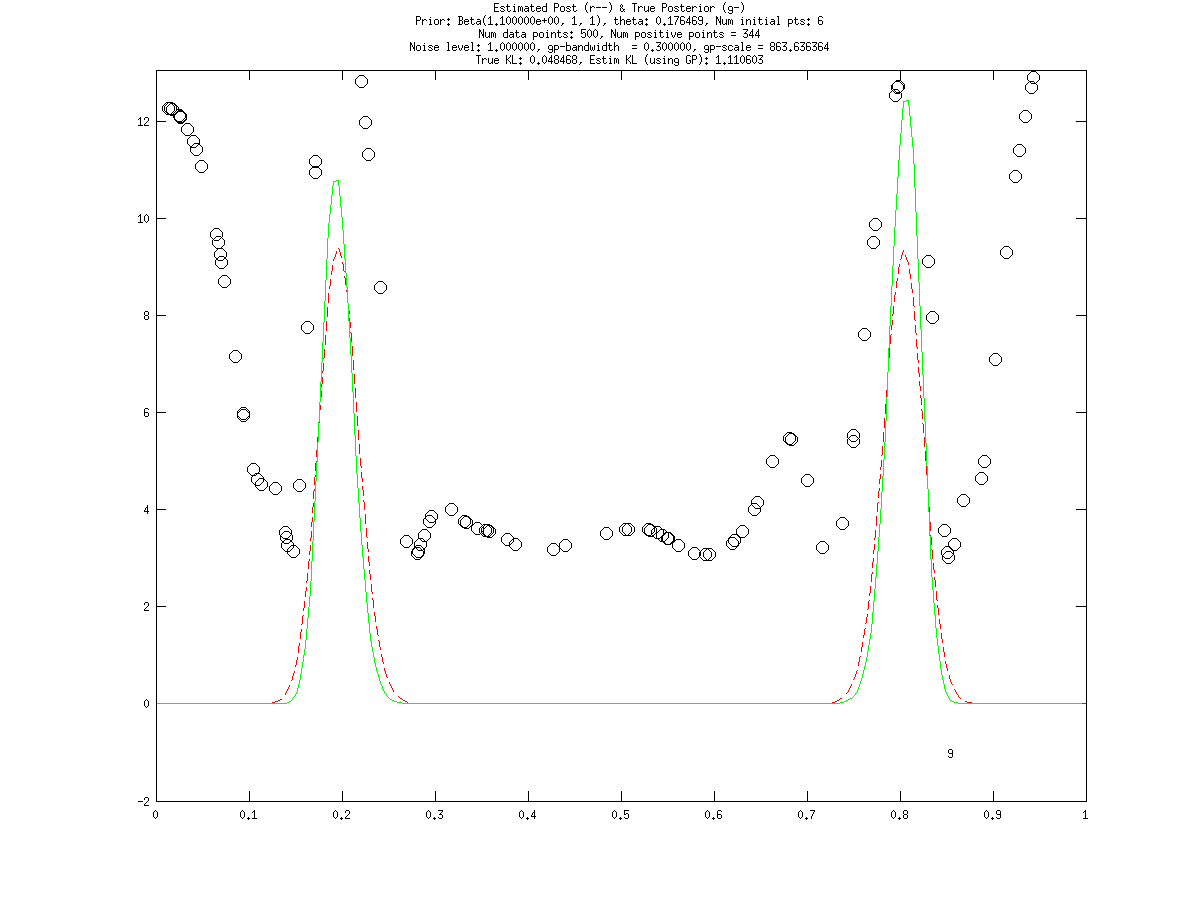 Estimated Post (r--) & True Posterior (g-)
Prior: Beta(1.100000e+00, 1, 1), theta: 0.176469, Num initial pts: 6
Num data points: 500, Num positive points = 344
Noise level: 1.000000, gp-bandwidth  = 0.300000, gp-scale = 863.636364
True KL: 0.048468, Estim KL (using GP): 1.110603
12
10
8
6
4
2
0
9
-2
0 0.1 0.2 0.3 0.4 0.5 0.6 0.7 0.8 0.9 1